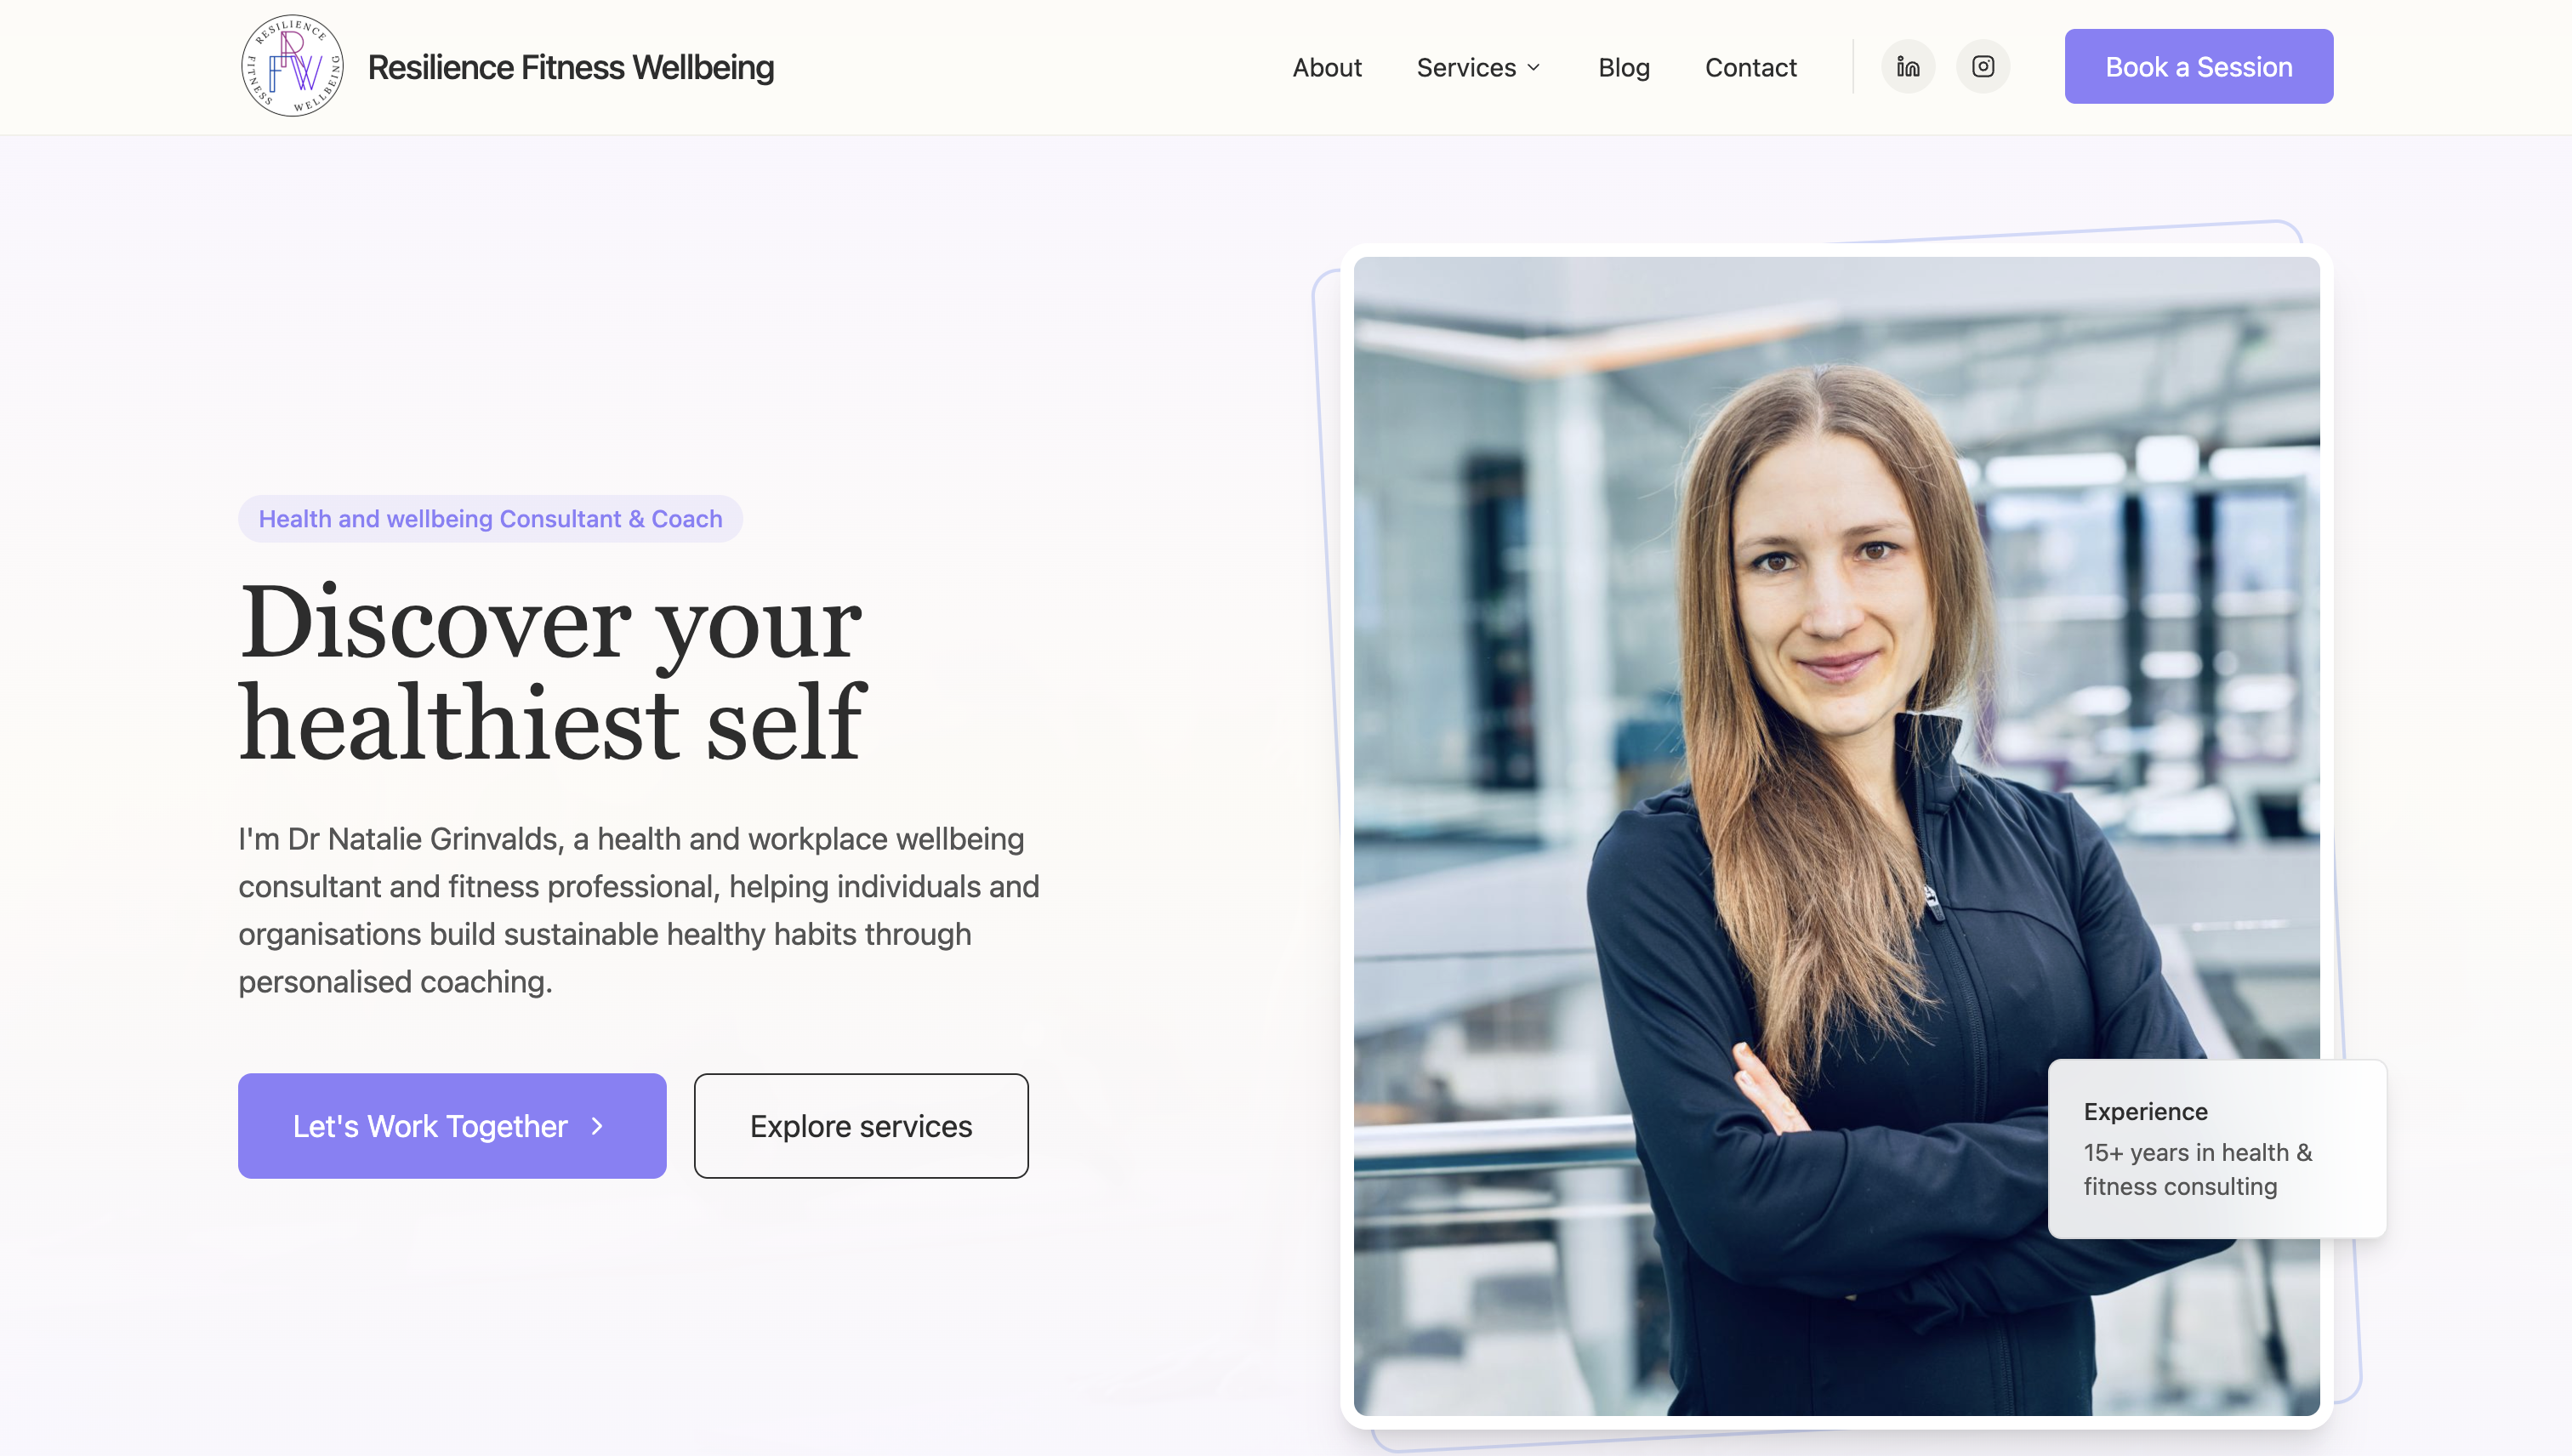 RESILIENCE
FITNESS
WELLBEING
RFW
Resilience Fitness Wellbeing
About
Services
Blog
Contact
in
Book a Session
Health and wellbeing Consultant & Coach
Discover your
healthiest self
I'm Dr Natalie Grinvalds, a health and workplace wellbeing
consultant and fitness professional, helping individuals and
organisations build sustainable healthy habits through
personalised coaching.
Let's Work Together
Explore services
Experience
15+ years in health &
fitness consulting